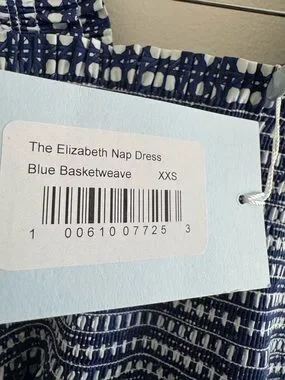 The Elizabeth Nap Dress
Blue Basketweave XXS
1 00610 07725 3